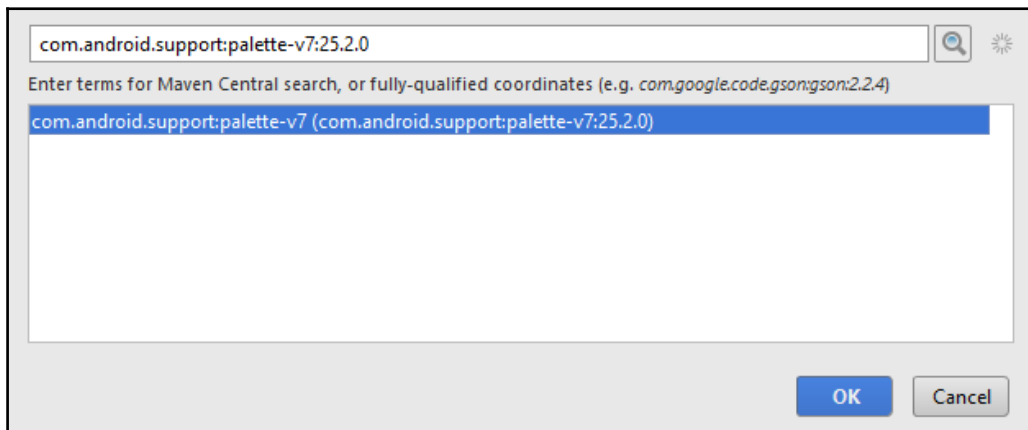 com.android.support:palette-v7:25.2.0
Enter terms for Maven Central search, or fully-qualified coordinates (e.g. com.google.code.gson:gson:2.2.4)
com.android.support:palette-v7 (com.android.support:palette-v7:25.2.0)
OK Cancel